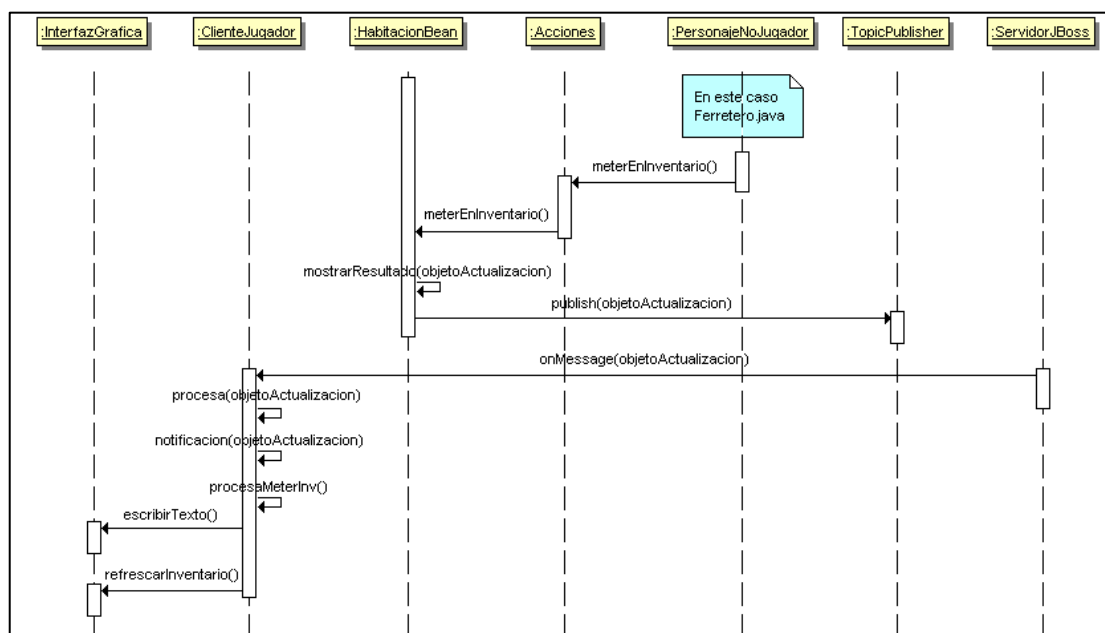 :InterfazGrafica
:ClienteJugador
:HabitacionBean
:Acciones
:PersonajeNoJugador
:TopicPublisher
:ServidorJBoss
En este caso
Ferretero.java
meterEnInventario()
meterEnInventario()
mostrarResultado(objetoActualizacion)
publish(objetoActualizacion)
onMessage(objetoActualizacion)
procesa(objetoActualizacion)
notificacion(objetoActualizacion)
procesaMeterInv()
escribirTexto()
refrescarInventario()